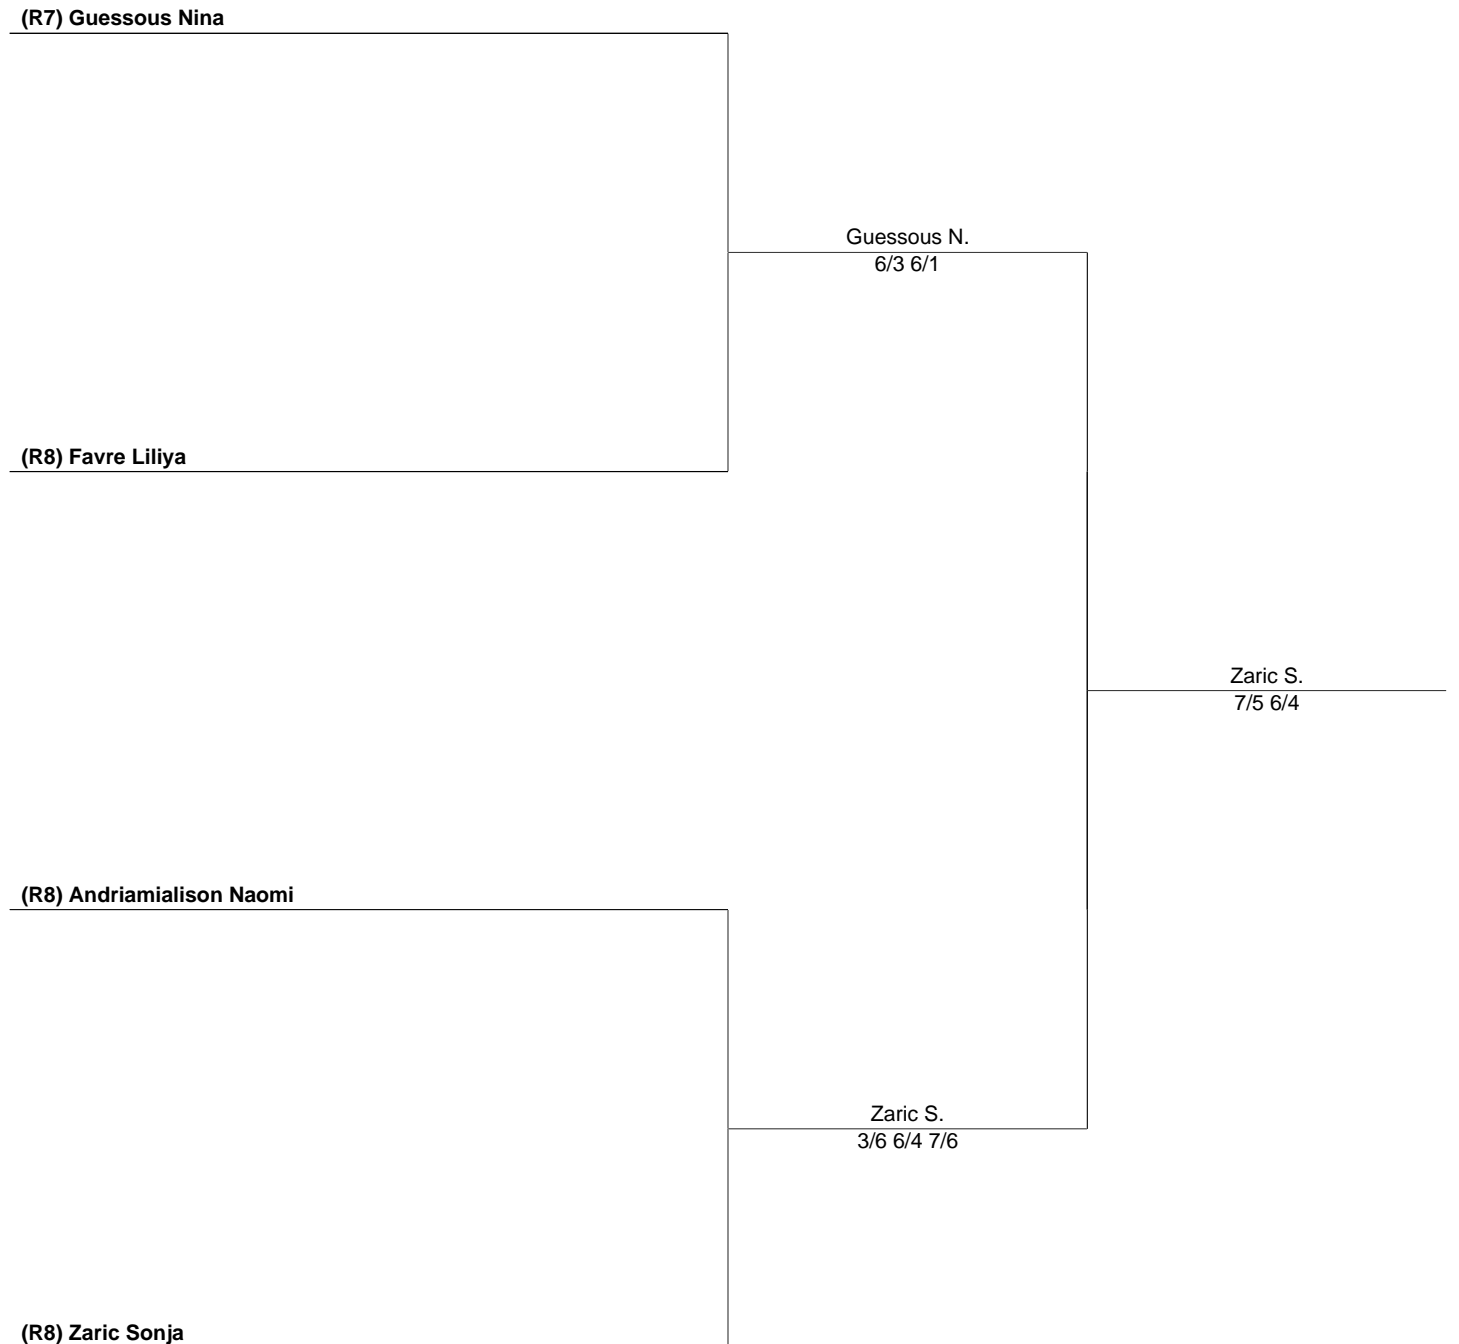 (R7) Guessous Nina
Guessous N.
6/3 6/1
(R8) Favre Liliya
Zaric S.
7/5 6/4
(R8) Andriamialison Naomi
Zaric S.
3/6 6/4 7/6
(R8) Zaric Sonja